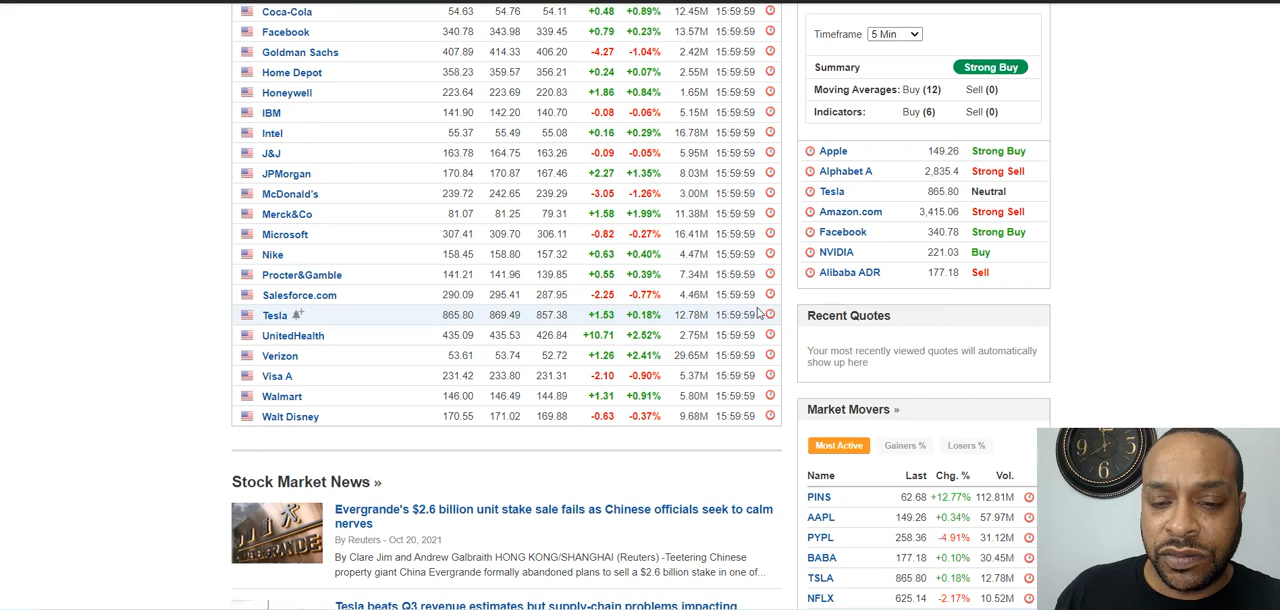 Coca-Cola 54.63 54.76 54.11 +0.48 +0.89% 12.45M 15:59:59
Facebook 340.78 343.98 339.45 +0.79 +0.23% 13.57M 15:59:59
Goldman Sachs 407.89 414.33 406.20 -4.27 -1.04% 2.42M 15:59:59
Home Depot 358.23 359.57 356.21 +0.24 +0.07% 2.55M 15:59:59
Honeywell 223.64 223.69 220.83 +1.86 +0.84% 1.65M 15:59:59
IBM 141.90 142.20 140.70 -0.08 -0.06% 5.15M 15:59:59
Intel 55.37 55.49 55.08 +0.16 +0.29% 16.78M 15:59:59
J&J 163.78 164.75 163.26 -0.09 -0.05% 5.95M 15:59:59
JPMorgan 170.84 170.87 167.46 +2.27 +1.35% 8.03M 15:59:59
McDonald's 239.72 242.65 239.29 -3.05 -1.26% 3.00M 15:59:59
Merck&Co 81.07 81.25 79.31 +1.58 +1.99% 11.38M 15:59:59
Microsoft 307.41 309.70 306.11 -0.82 -0.27% 16.41M 15:59:59
Nike 158.45 158.80 157.32 +0.63 +0.40% 4.47M 15:59:59
Procter&Gamble 141.21 141.96 139.85 +0.55 +0.39% 7.34M 15:59:59
Salesforce.com 290.09 295.41 287.95 -2.25 -0.77% 4.46M 15:59:59
Tesla 865.80 869.49 857.38 +1.53 +0.18% 12.78M 15:59:59
UnitedHealth 435.09 435.53 426.84 +10.71 +2.52% 2.75M 15:59:59
Verizon 53.61 53.74 52.72 +1.26 +2.41% 29.65M 15:59:59
Visa A 231.42 233.80 231.31 -2.10 -0.90% 5.37M 15:59:59
Walmart 146.00 146.49 144.89 +1.31 +0.91% 5.80M 15:59:59
Walt Disney 170.55 171.02 169.88 -0.63 -0.37% 9.68M 15:59:59
Stock Market News »
Evergrande's $2.6 billion unit stake sale fails as Chinese officials seek to calm
nerves
By Reuters - Oct 20, 2021
By Clare Jim and Andrew Galbraith HONG KONG/SHANGHAI (Reuters) -Teetering Chinese
property giant China Evergrande formally abandoned plans to sell a $2.6 billion stake in one of...
Tesla beats Q3 revenue estimates but supply-chain problems impacting
Timeframe 5 Min
Summary Strong Buy
Moving Averages: Buy (12) Sell (0)
Indicators: Buy (6) Sell (0)
Apple 149.26 Strong Buy
Alphabet A 2,835.4 Strong Sell
Tesla 865.80 Neutral
Amazon.com 3,415.06 Strong Sell
Facebook 340.78 Strong Buy
NVIDIA 221.03 Buy
Alibaba ADR 177.18 Sell
Recent Quotes
Your most recently viewed quotes will automatically
show up here
Market Movers »
Most Active Gainers % Losers %
Name Last Chg. % Vol.
PINS 62.68 +12.77% 112.81M
AAPL 149.26 +0.34% 57.97M
PYPL 258.36 -4.91% 31.12M
BABA 177.18 +0.10% 30.45M
TSLA 865.80 +0.18% 12.78M
NFLX 625.14 -2.17% 10.52M